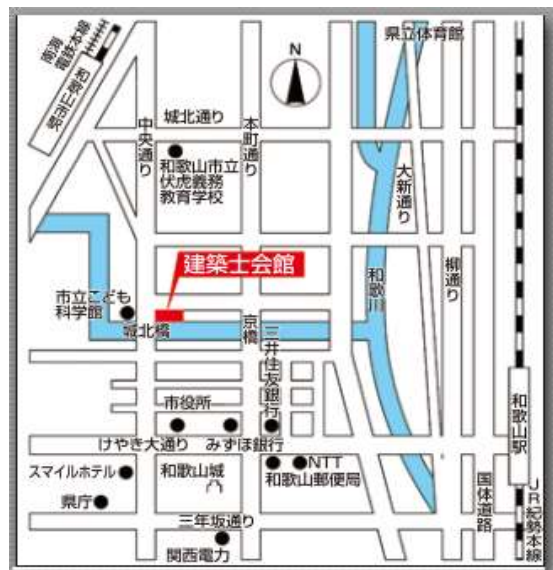 南海電鉄本線
和歌山市駅
中央通り
城北通り
本町通り
N
県立体育館
和歌山市立
伏虎義務
教育学校
大新通り
建築士会館
和歌川
柳通り
市立こども
科学館
城北橋
京橋
三井住友銀行
市役所
けやき大通り
みずほ銀行
和歌山駅
スマイルホテル
和歌山城
NTT
和歌山郵便局
県庁
国体道路
JR紀勢本線
三年坂通り
関西電力